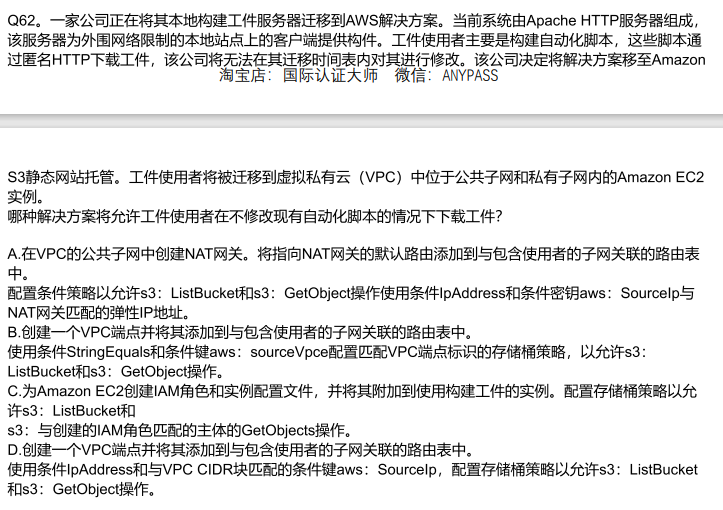 Q62。一家公司正在将其本地构建工件服务器迁移到AWS解决方案。当前系统由Apache HTTP服务器组成，
该服务器为外围网络限制的本地站点上的客户端提供构件。工件使用者主要是构建自动化脚本，这些脚本通
过匿名HTTP下载工件，该公司将无法在其迁移时间表内对其进行修改。该公司决定将解决方案移至Amazon
淘宝店：国际认证大师 微信：ANYPASS
S3静态网站托管。工件使用者将被迁移到虚拟私有云（VPC）中位于公共子网和私有子网内的Amazon EC2
实例。
哪种解决方案将允许工件使用者在不修改现有自动化脚本的情况下下载工件？
A.在VPC的公共子网中创建NAT网关。将指向NAT网关的默认路由添加到与包含使用者的子网关联的路由表
中。
配置条件策略以允许s3：ListBucket和s3：GetObject操作使用条件IpAddress和条件密钥aws：SourceIp与
NAT网关匹配的弹性IP地址。
B.创建一个VPC端点并将其添加到与包含使用者的子网关联的路由表中。
使用条件StringEquals和条件键aws：sourceVpce配置匹配VPC端点标识的存储桶策略，以允许s3：
ListBucket和s3：GetObject操作。
C.为Amazon EC2创建IAM角色和实例配置文件，并将其附加到使用构建工件的实例。配置存储桶策略以允
许s3：ListBucket和
s3：与创建的IAM角色匹配的主体的GetObjects操作。
D.创建一个VPC端点并将其添加到与包含使用者的子网关联的路由表中。
使用条件IpAddress和与VPC CIDR块匹配的条件键aws：SourceIp，配置存储桶策略以允许s3：ListBucket
和s3：GetObject操作。